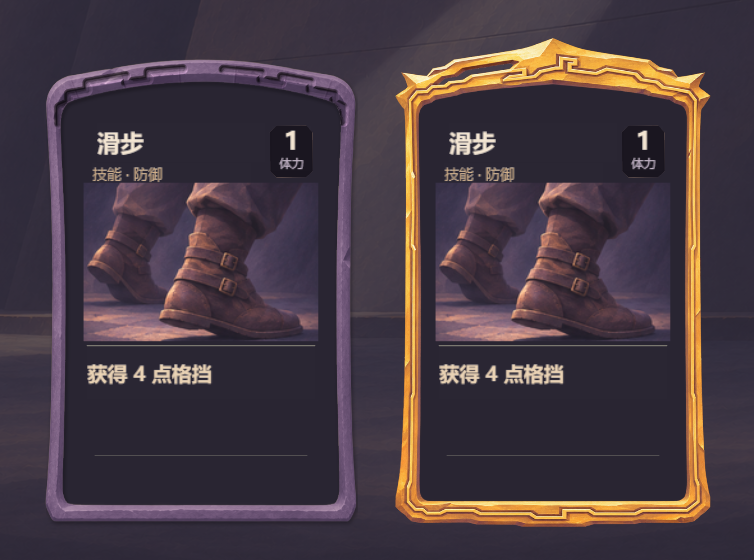 滑步
1
体力
技能·防御
获得 4 点格挡
滑步
1
体力
技能·防御
获得 4 点格挡